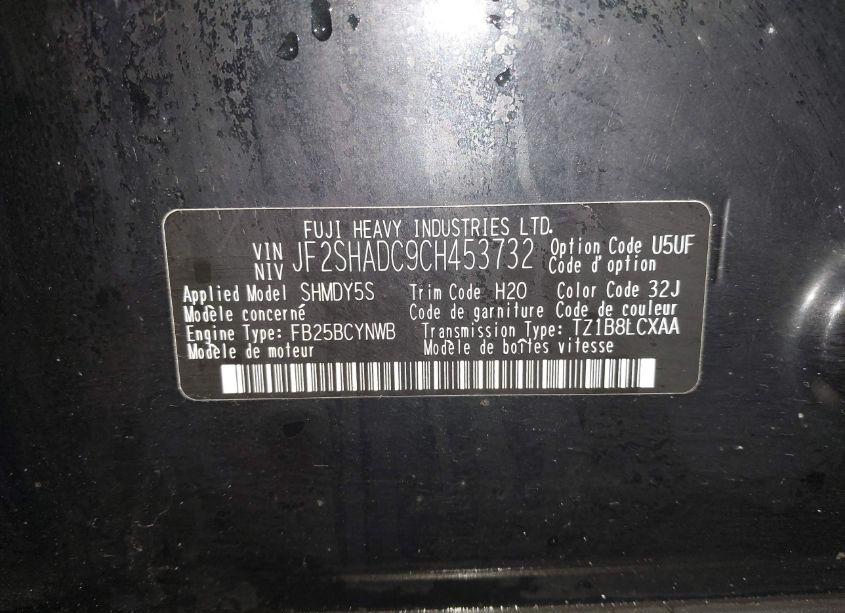 FUJI HEAVY INDUSTRIES LTD.
VIN NIV JF2SHADC9CH453732 Option Code U5UF
Code d'option
Applied Model SHMDY5S Trim Code H20 Color Code 32J
Modèle concerné Code de garniture Code de couleur
Engine Type: FB25BCYNWB Transmission Type: TZ1B8LCXAA
Modèle de moteur Modèle de boîtes vitesse